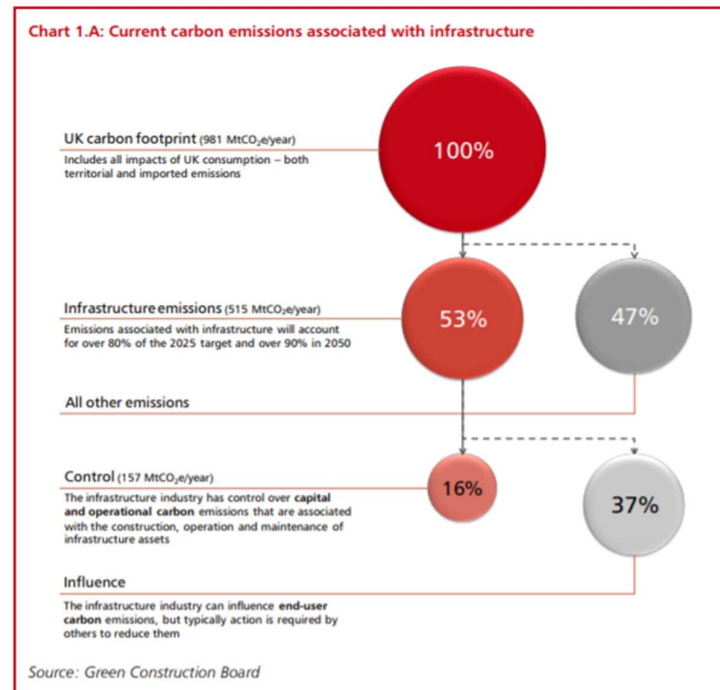 Chart 1.A: Current carbon emissions associated with infrastructure
UK carbon footprint (981 MtCO₂e/year)
Includes all impacts of UK consumption – both
territorial and imported emissions
100%
Infrastructure emissions (515 MtCO₂e/year)
Emissions associated with infrastructure will account
for over 80% of the 2025 target and over 90% in 2050
53%
47%
All other emissions
Control (157 MtCO₂e/year)
The infrastructure industry has control over capital
and operational carbon emissions that are associated
with the construction, operation and maintenance of
infrastructure assets
16%
37%
Influence
The infrastructure industry can influence end-user
carbon emissions, but typically action is required by
others to reduce them
Source: Green Construction Board